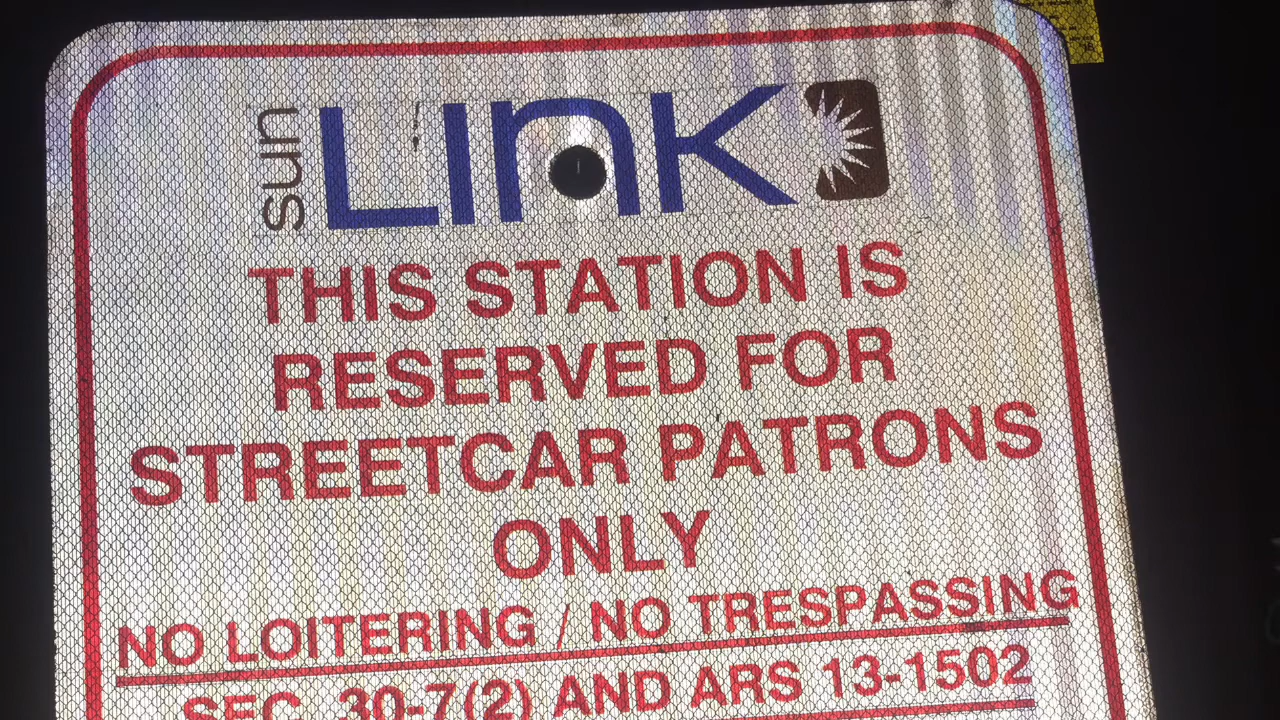 sun LINK
THIS STATION IS
RESERVED FOR
STREETCAR PATRONS
ONLY
NO LOITERING / NO TRESPASSING
SEC. 30-7(2) AND ARS 13-1502